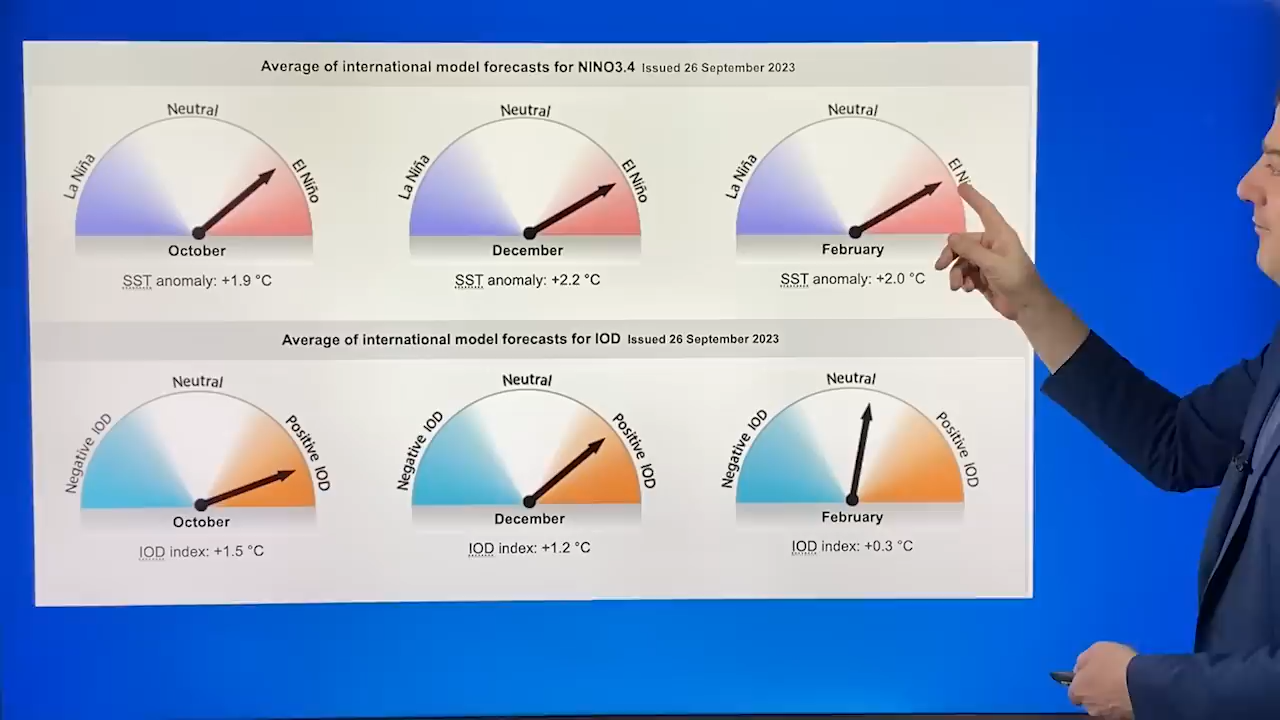 Average of international model forecasts for NINO3.4 Issued 26 September 2023
Neutral
La Niña
El Niño
October
SST anomaly: +1.9 °C
Neutral
La Niña
El Niño
December
SST anomaly: +2.2 °C
Neutral
La Niña
El
February
SST anomaly: +2.0 °C
Average of international model forecasts for IOD Issued 26 September 2023
Neutral
Negative IOD
Positive IOD
October
IOD index: +1.5 °C
Neutral
Negative IOD
Positive IOD
December
IOD index: +1.2 °C
Neutral
Negative IOD
Positive IOD
February
IOD index: +0.3 °C